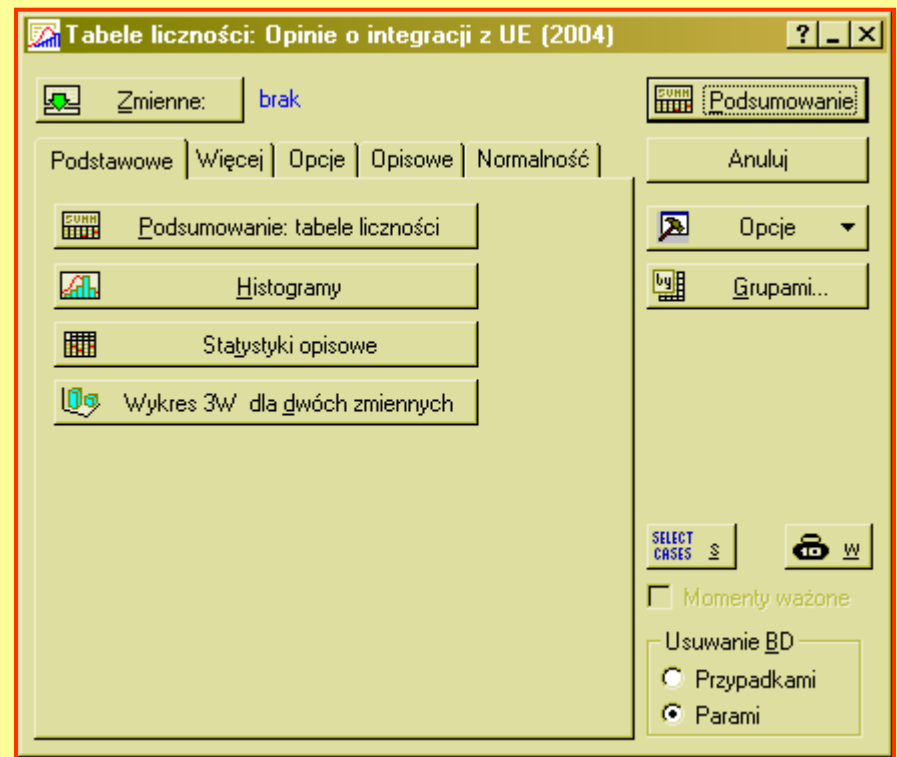 Tabele liczności: Opinie o integracji z UE (2004)
Zmienne:
brak
Podsumowanie
Podstawowe
Więcej
Opcje
Opisowe
Normalność
Anuluj
Podsumowanie: tabele liczności
Opcje
Histogramy
Grupami...
Statystyki opisowe
Wykres 3W dla dwóch zmiennych
SELECT
CASES S
W
Momenty ważone
Usuwanie BD
Przypadkami
Parami